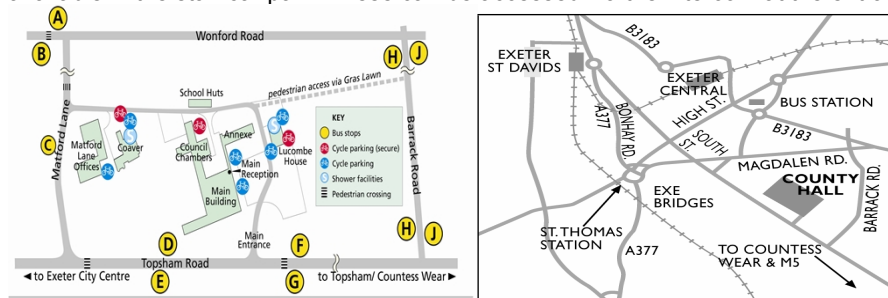 A
B
Wonford Road
H
J
pedestrian access via Gras Lawn
School Huts
Matford Lane
C
Matford
Lane
Offices
Coaver
Council
Chambers
Annexe
S
Lucombe
House
Main
Reception
Main
Building
Barrack Road
KEY
Bus stops
Cycle parking (secure)
Cycle parking
S
Shower facilities
Pedestrian crossing
H
J
D
Main
Entrance
F
Topsham Road
E
G
to Exeter City Centre
to Topsham/ Countess Wear
B3183
EXETER
ST DAVIDS
EXETER
CENTRAL
A377
BONHAY RD.
HIGH ST.
BUS STATION
B3183
SOUTH
ST.
MAGDALEN RD.
COUNTY
HALL
BARRACK RD.
EXE
BRIDGES
ST. THOMAS
STATION
A377
TO COUNTESS
WEAR & M5